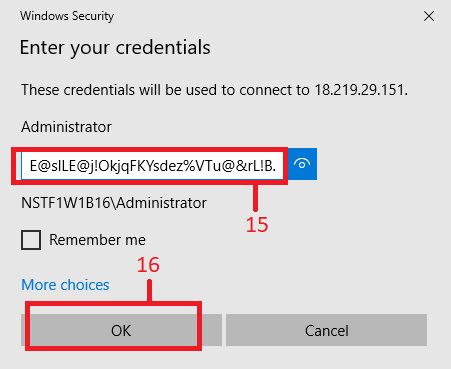 Windows Security
Enter your credentials
These credentials will be used to connect to 18.219.29.151.
Administrator
E@sILE@j!OkjqFKYsdez%VTu@&rL!B.
NSTF1W1B16\Administrator
15
Remember me
16
More choices
OK
Cancel